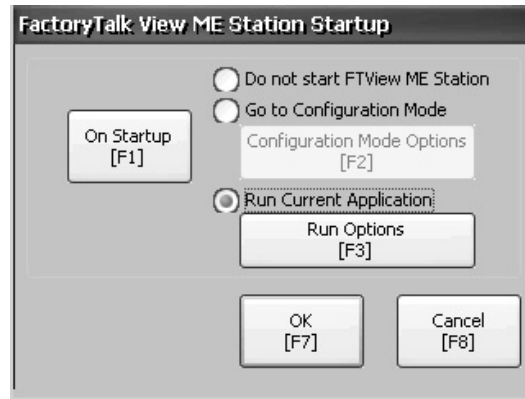 FactoryTalk View ME Station Startup
Do not start FTView ME Station
Go to Configuration Mode
On Startup
[F1]
Configuration Mode Options
[F2]
Run Current Application
Run Options
[F3]
OK
[F7]
Cancel
[F8]